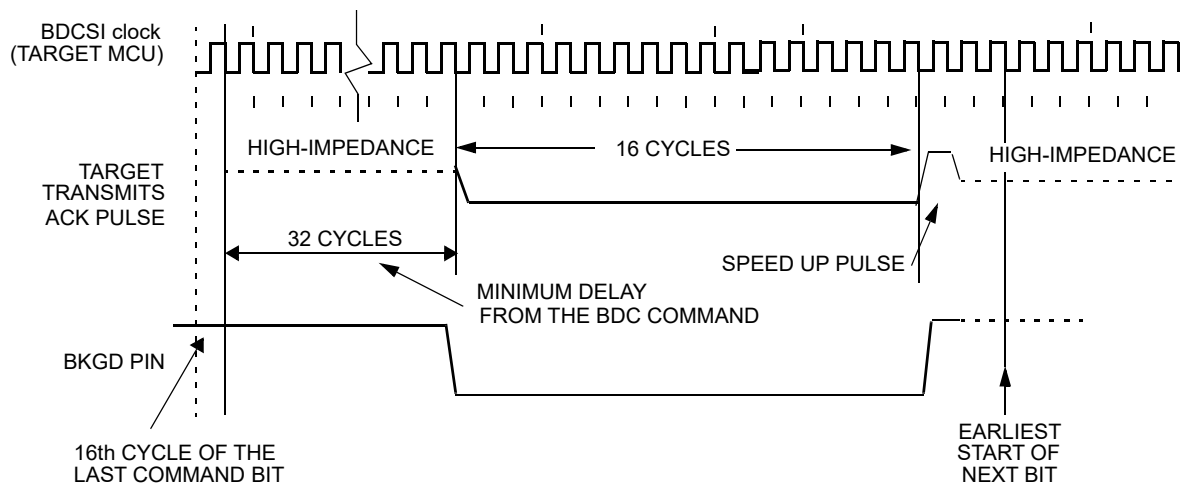 BDCSI clock
(TARGET MCU)
HIGH-IMPEDANCE
16 CYCLES
HIGH-IMPEDANCE
TARGET
TRANSMITS
ACK PULSE
32 CYCLES
SPEED UP PULSE
MINIMUM DELAY
FROM THE BDC COMMAND
BKGD PIN
16th CYCLE OF THE
LAST COMMAND BIT
EARLIEST
START OF
NEXT BIT